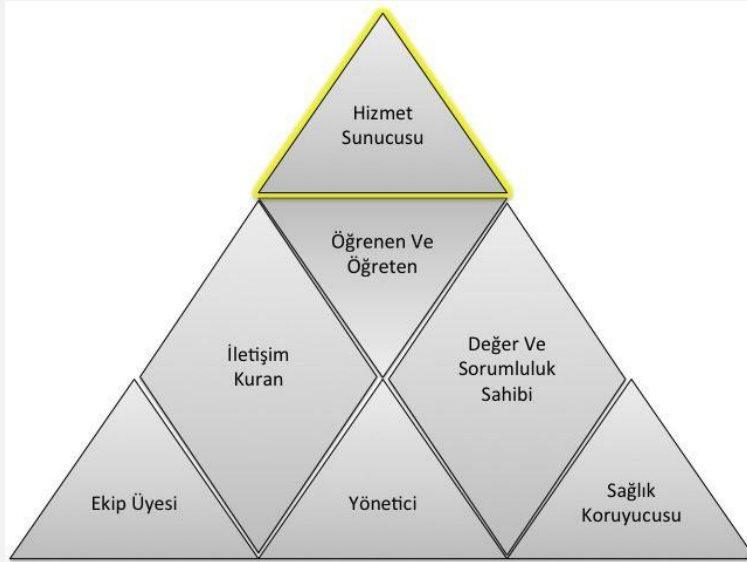 Hizmet
Sunucusu
Öğrenen Ve
Öğreten
İletişim
Kuran
Değer Ve
Sorumluluk
Sahibi
Ekip Üyesi
Yönetici
Sağlık
Koruyucusu